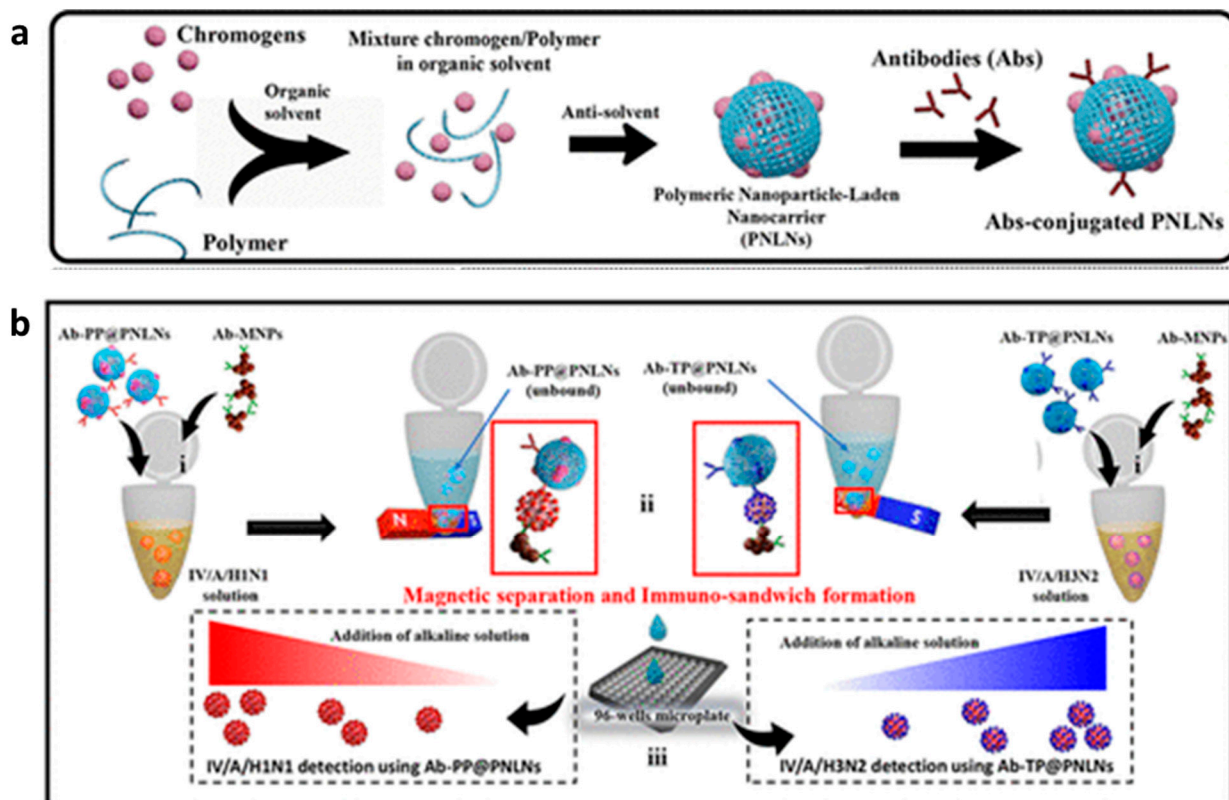 a
Chromogens
Polymer
Organic
solvent
Mixture chromogen/Polymer
in organic solvent
Anti-solvent
Polymeric Nanoparticle-Laden
Nanocarrier
(PNLNs)
Antibodies (Abs)
Abs-conjugated PNLNs
b
Ab-PP@PNLNs
Ab-MNPs
i
IV/A/H1N1
solution
Ab-PP@PNLNs
(unbound)
N
S
ii
Ab-TP@PNLNs
(unbound)
S
Ab-TP@PNLNs
Ab-MNPs
i
IV/A/H3N2
solution
Magnetic separation and Immuno-sandwich formation
Addition of alkaline solution
IV/A/H1N1 detection using Ab-PP@PNLNs
96-wells microplate
iii
Addition of alkaline solution
IV/A/H3N2 detection using Ab-TP@PNLNs